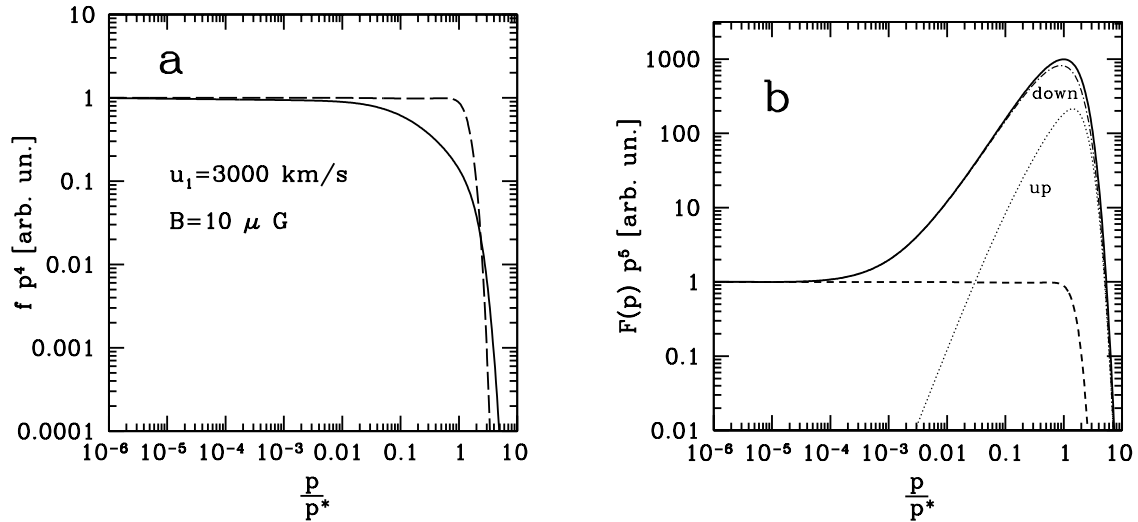 a
f p⁴ [arb. un.]
10
1
0.1
0.01
0.001
0.0001
u₁=3000 km/s
B=10 μ G
10⁻⁶ 10⁻⁵ 10⁻⁴ 10⁻³ 0.01 0.1 1 10
p
p*
b
F(p) p⁵ [arb. un.]
1000
100
10
1
0.1
0.01
down
up
10⁻⁶ 10⁻⁵ 10⁻⁴ 10⁻³ 0.01 0.1 1 10
p
p*